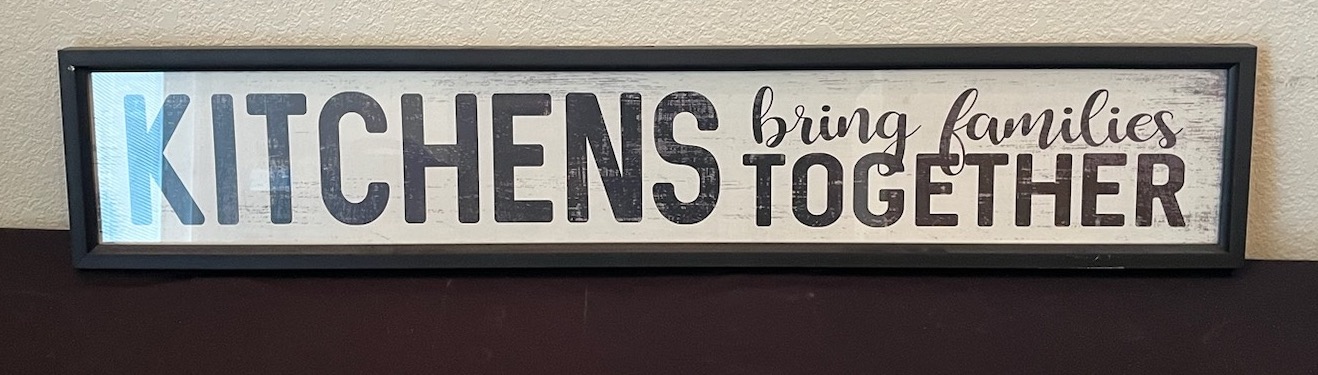 KITCHENS
bring families
TOGETHER